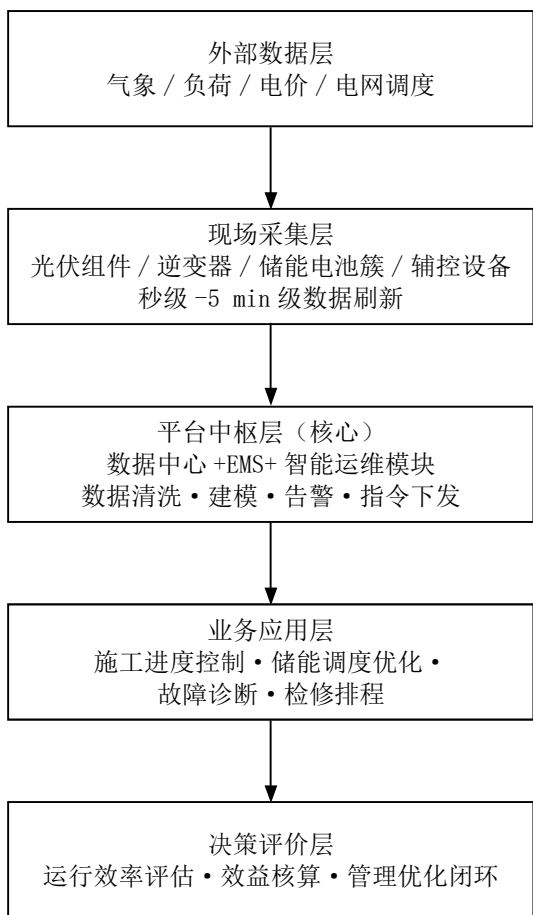 外部数据层
气象 / 负荷 / 电价 / 电网调度
现场采集层
光伏组件 / 逆变器 / 储能电池簇 / 辅控设备
秒级 -5 min 级数据刷新
平台中枢层（核心）
数据中心 +EMS+ 智能运维模块
数据清洗·建模·告警·指令下发
业务应用层
施工进度控制·储能调度优化·
故障诊断·检修排程
决策评价层
运行效率评估·效益核算·管理优化闭环